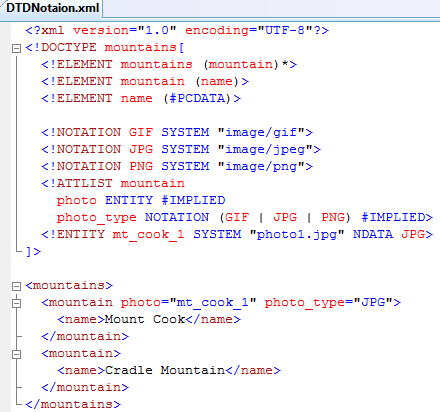 DTDNotaion.xml
<?xml version="1.0" encoding="UTF-8"?>
<!DOCTYPE mountains[
<!ELEMENT mountains (mountain)*>
<!ELEMENT mountain (name)>
<!ELEMENT name (#PCDATA)>
<!NOTATION GIF SYSTEM "image/gif">
<!NOTATION JPG SYSTEM "image/jpeg">
<!NOTATION PNG SYSTEM "image/png">
<!ATTLIST mountain
photo ENTITY #IMPLIED
photo_type NOTATION (GIF | JPG | PNG) #IMPLIED>
<!ENTITY mt_cook_1 SYSTEM "photo1.jpg" NDATA JPG>
]>
<mountains>
<mountain photo="mt_cook_1" photo_type="JPG">
<name>Mount Cook</name>
</mountain>
<mountain>
<name>Cradle Mountain</name>
</mountain>
</mountains>